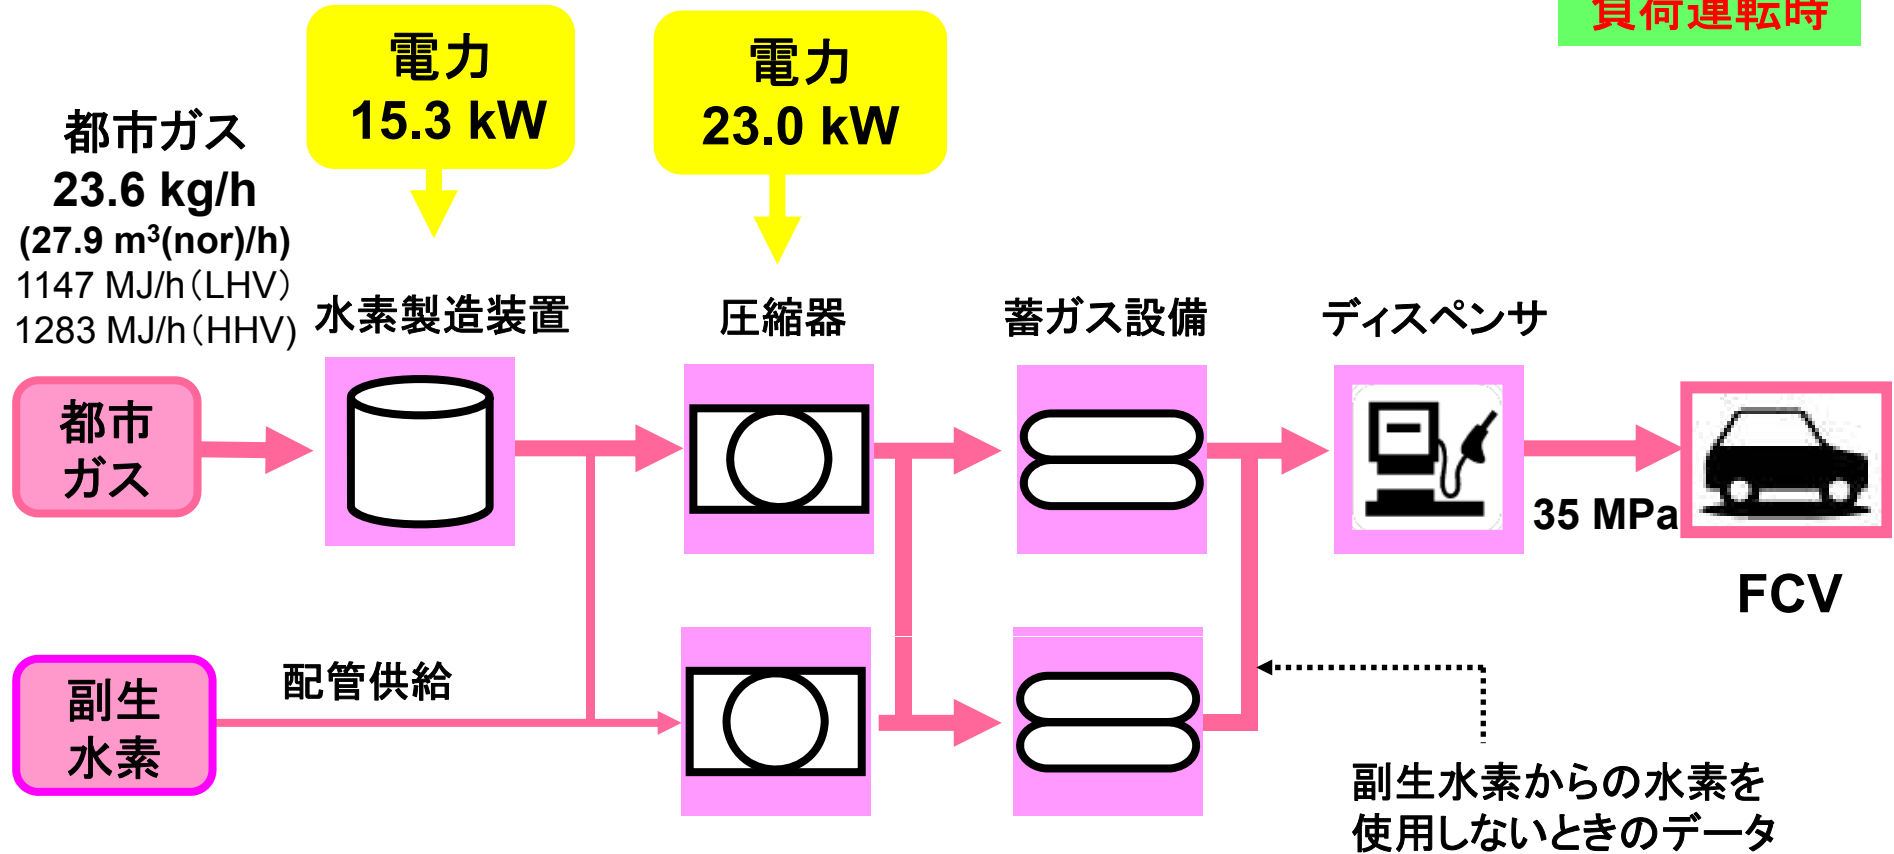 負荷運転時
電力
15.3 kW
電力
23.0 kW
都市ガス
23.6 kg/h
(27.9 m³(nor)/h)
1147 MJ/h（LHV）
1283 MJ/h（HHV)
水素製造装置
圧縮器
蓄ガス設備
ディスペンサ
都市
ガス
35 MPa
FCV
副生
水素
配管供給
副生水素からの水素を
使用しないときのデータ